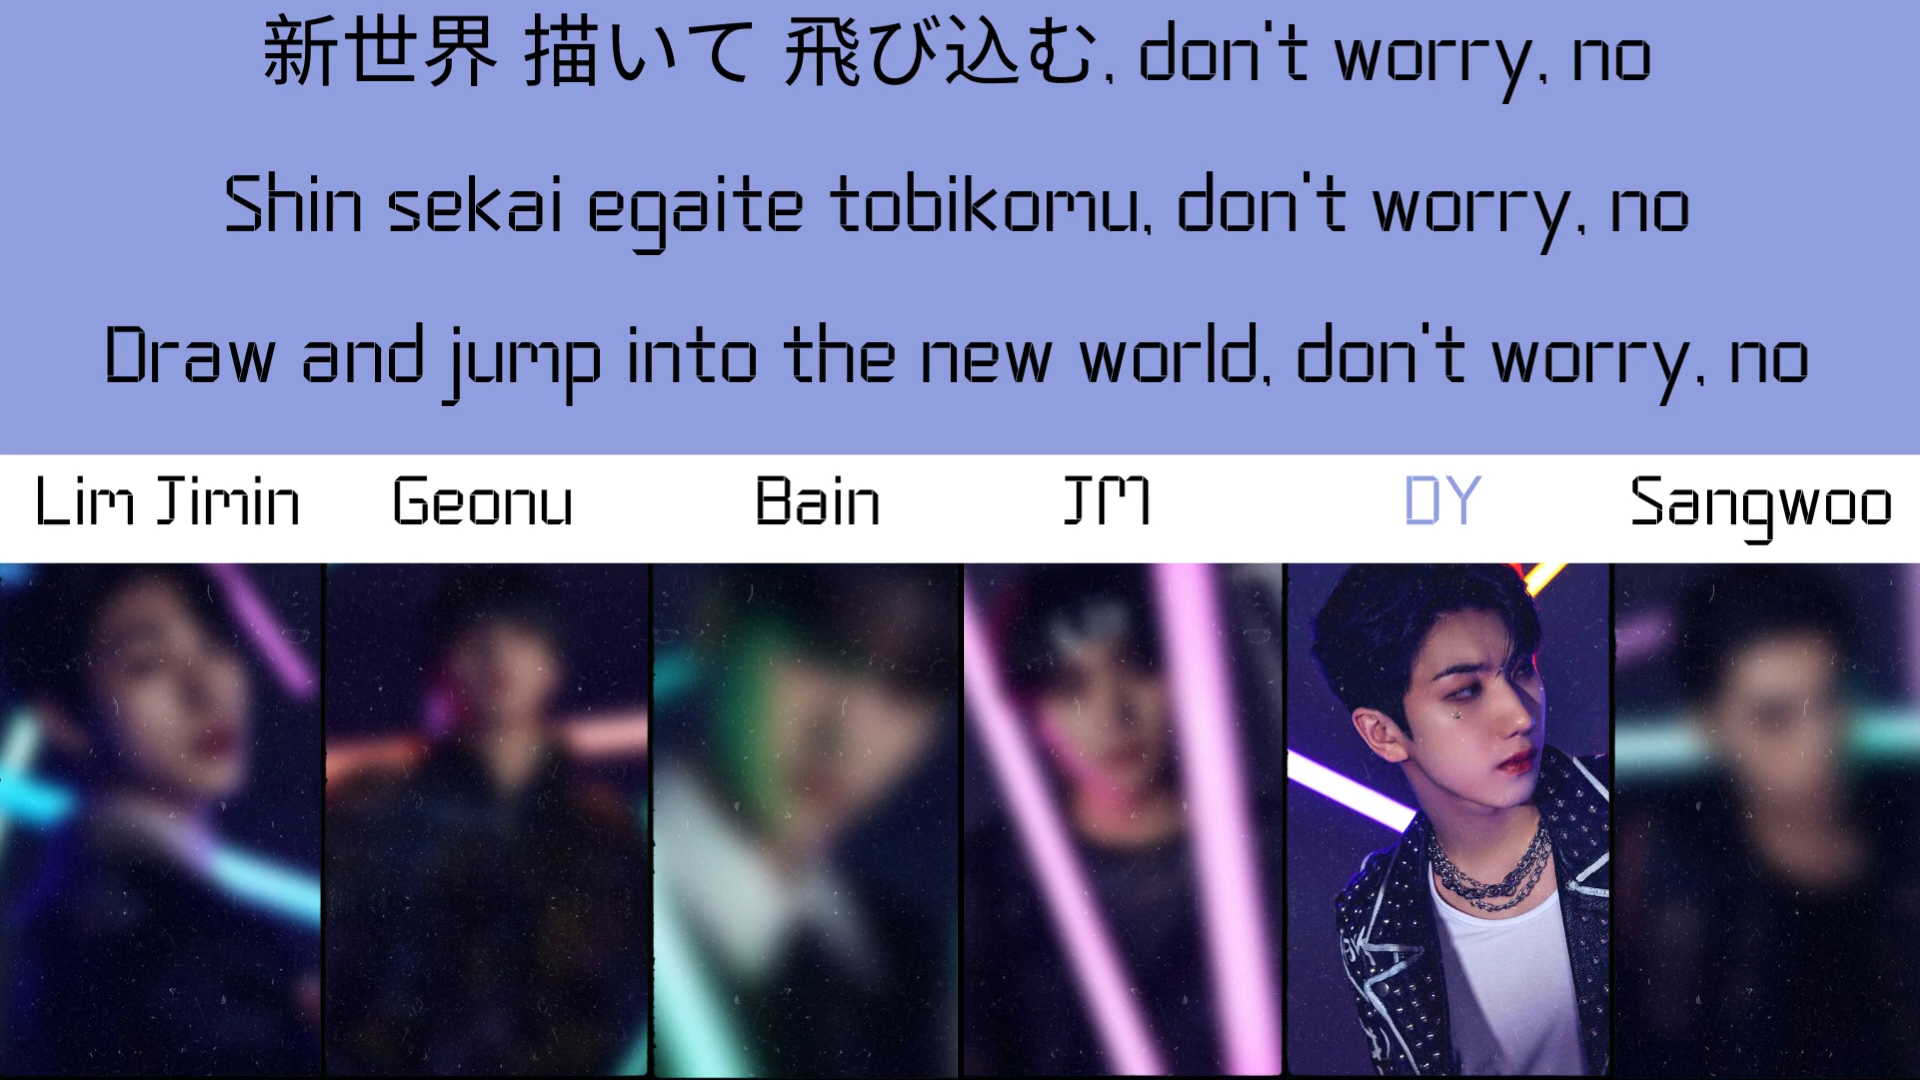 新世界 描いて 飛び込む, don't worry, no
Shin sekai egaite tobikomu, don't worry, no
Draw and jump into the new world, don't worry, no
Lim Jimin Geonu Bain JM DY Sangwoo